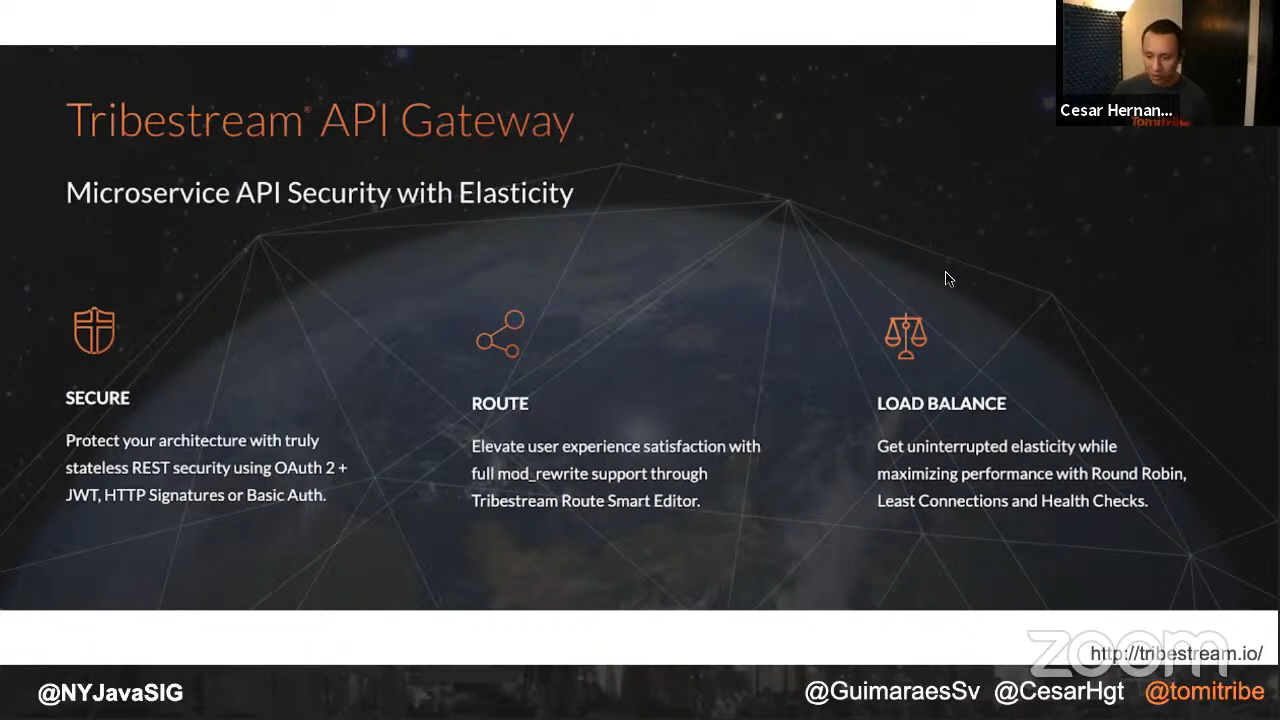 Cesar Hernan...
Tribestream® API Gateway
Microservice API Security with Elasticity
SECURE
Protect your architecture with truly
stateless REST security using OAuth 2 +
JWT, HTTP Signatures or Basic Auth.
ROUTE
Elevate user experience satisfaction with
full mod_rewrite support through
Tribestream Route Smart Editor.
LOAD BALANCE
Get uninterrupted elasticity while
maximizing performance with Round Robin,
Least Connections and Health Checks.
zoom
http://tribestream.io/
@NYJavaSIG
@GuimaraesSv @CesarHgt @tomitribe